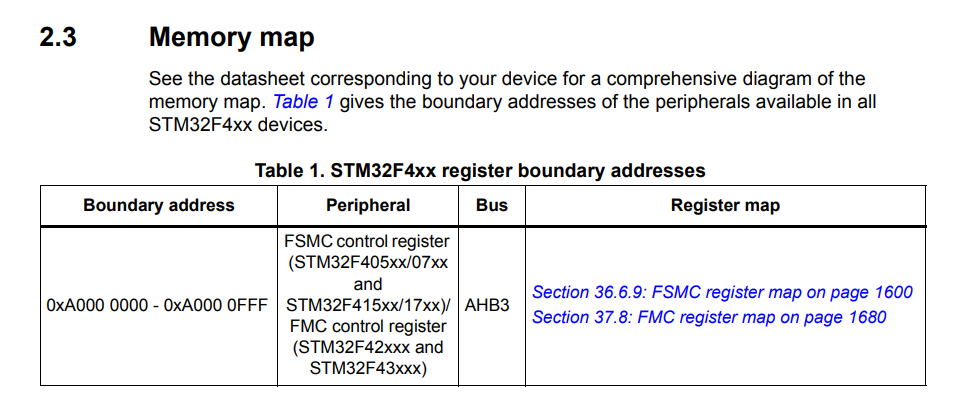 2.3 Memory map
See the datasheet corresponding to your device for a comprehensive diagram of the
memory map. Table 1 gives the boundary addresses of the peripherals available in all
STM32F4xx devices.
Table 1. STM32F4xx register boundary addresses
Boundary address Peripheral Bus Register map
0xA000 0000 - 0xA000 0FFF
FSMC control register
(STM32F405xx/07xx
and
STM32F415xx/17xx)/
FMC control register
(STM32F42xxx and
STM32F43xxx)
AHB3
Section 36.6.9: FSMC register map on page 1600
Section 37.8: FMC register map on page 1680